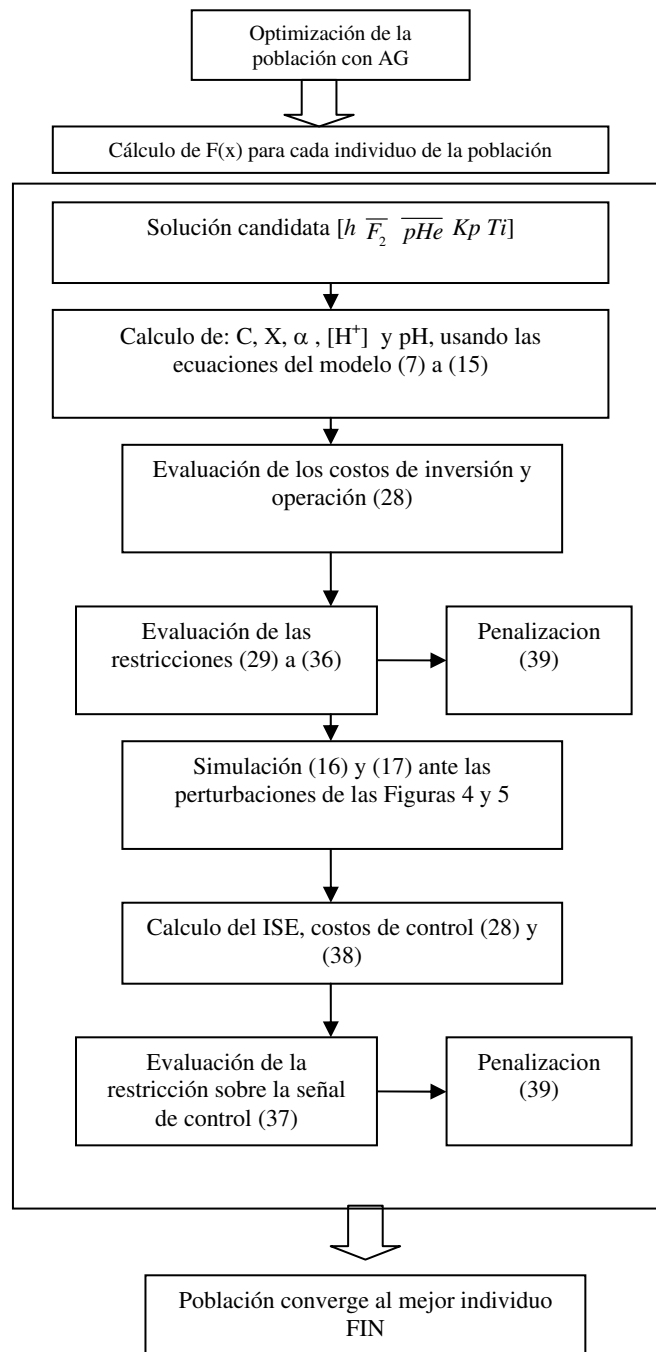 Optimización de la
población con AG
Cálculo de F(x) para cada individuo de la población
Solución candidata [h F̅₂ p̅H̅e̅ Kp Ti]
Calculo de: C, X, α , [H⁺] y pH, usando las
ecuaciones del modelo (7) a (15)
Evaluación de los costos de inversión y
operación (28)
Evaluación de las
restricciones (29) a (36)
Penalizacion
(39)
Simulación (16) y (17) ante las
perturbaciones de las Figuras 4 y 5
Calculo del ISE, costos de control (28) y
(38)
Evaluación de la
restricción sobre la señal
de control (37)
Penalizacion
(39)
Población converge al mejor individuo
FIN